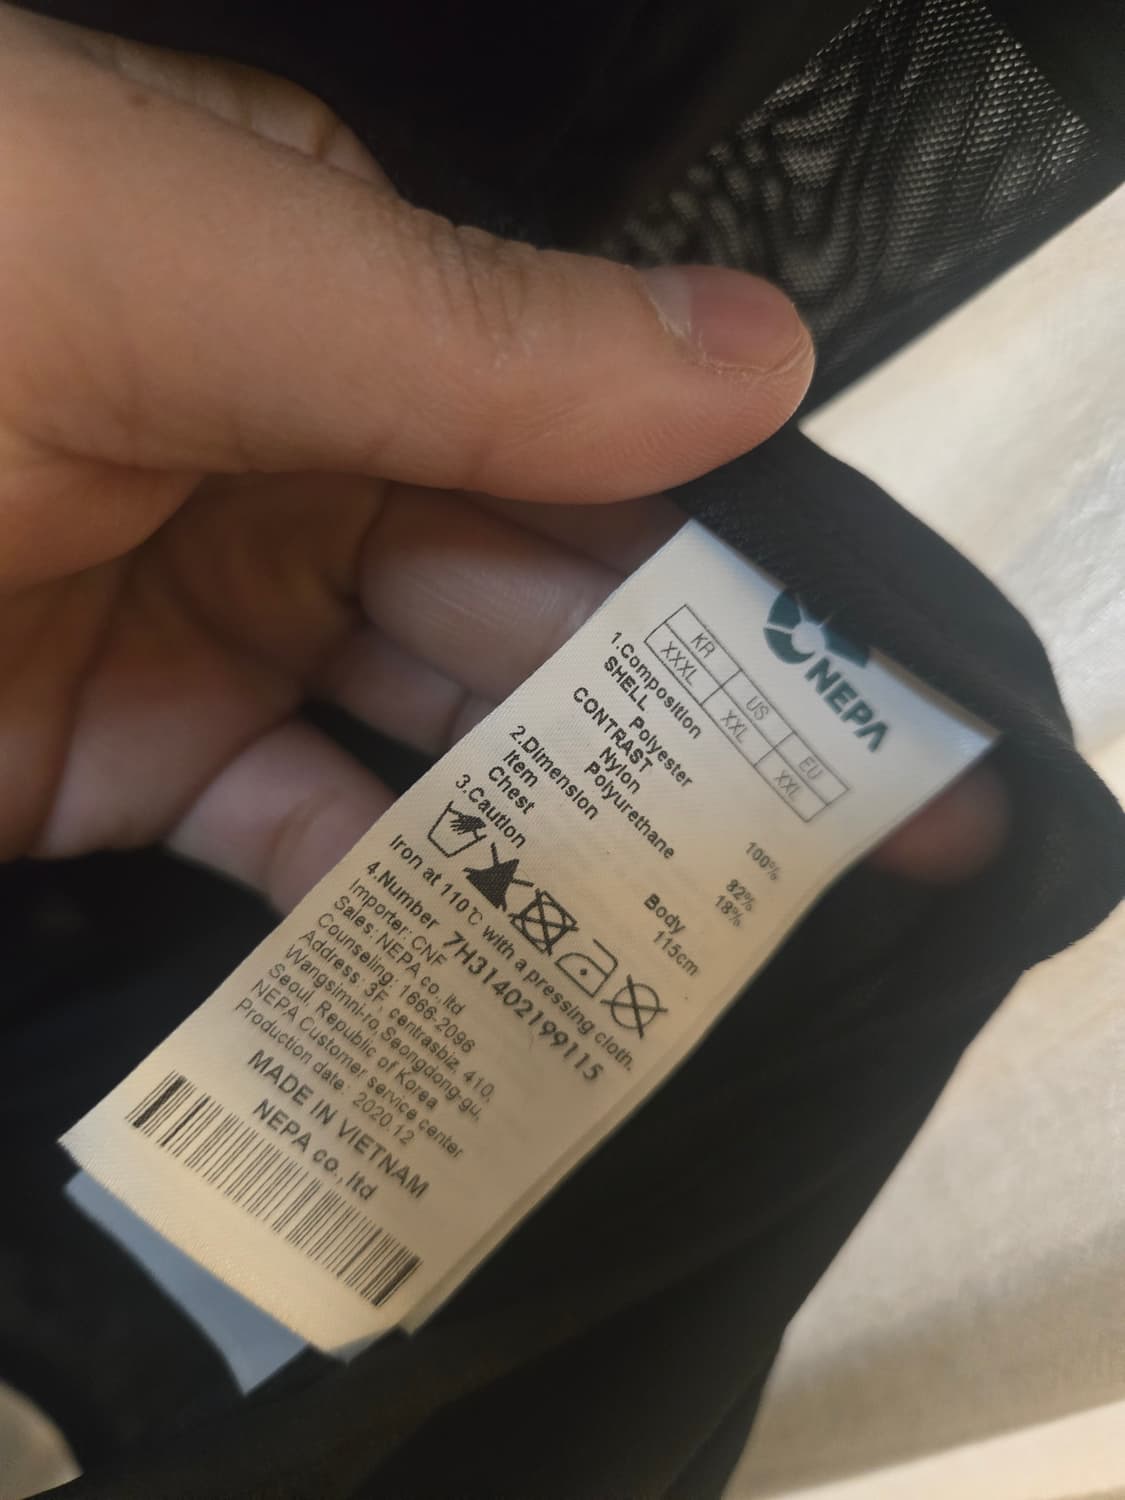 NEPA
KR US EU
XXXL XXL XXL
1.Composition
SHELL
Polyester 100%
CONTRAST
Nylon 82%
Polyurethane 18%
2.Dimension
Item Body
Chest 115cm
3.Caution
Iron at 110℃ with a pressing cloth.
4.Number 7H31402199115
Importer: CNF
Sales: NEPA co., ltd
Counseling: 1666-2096
Address: 3F, centrasbiz, 410,
Wangsimni-ro, Seongdong-gu,
Seoul, Republic of Korea
NEPA Customer service center
Production date: 2020.12
MADE IN VIETNAM
NEPA co., ltd